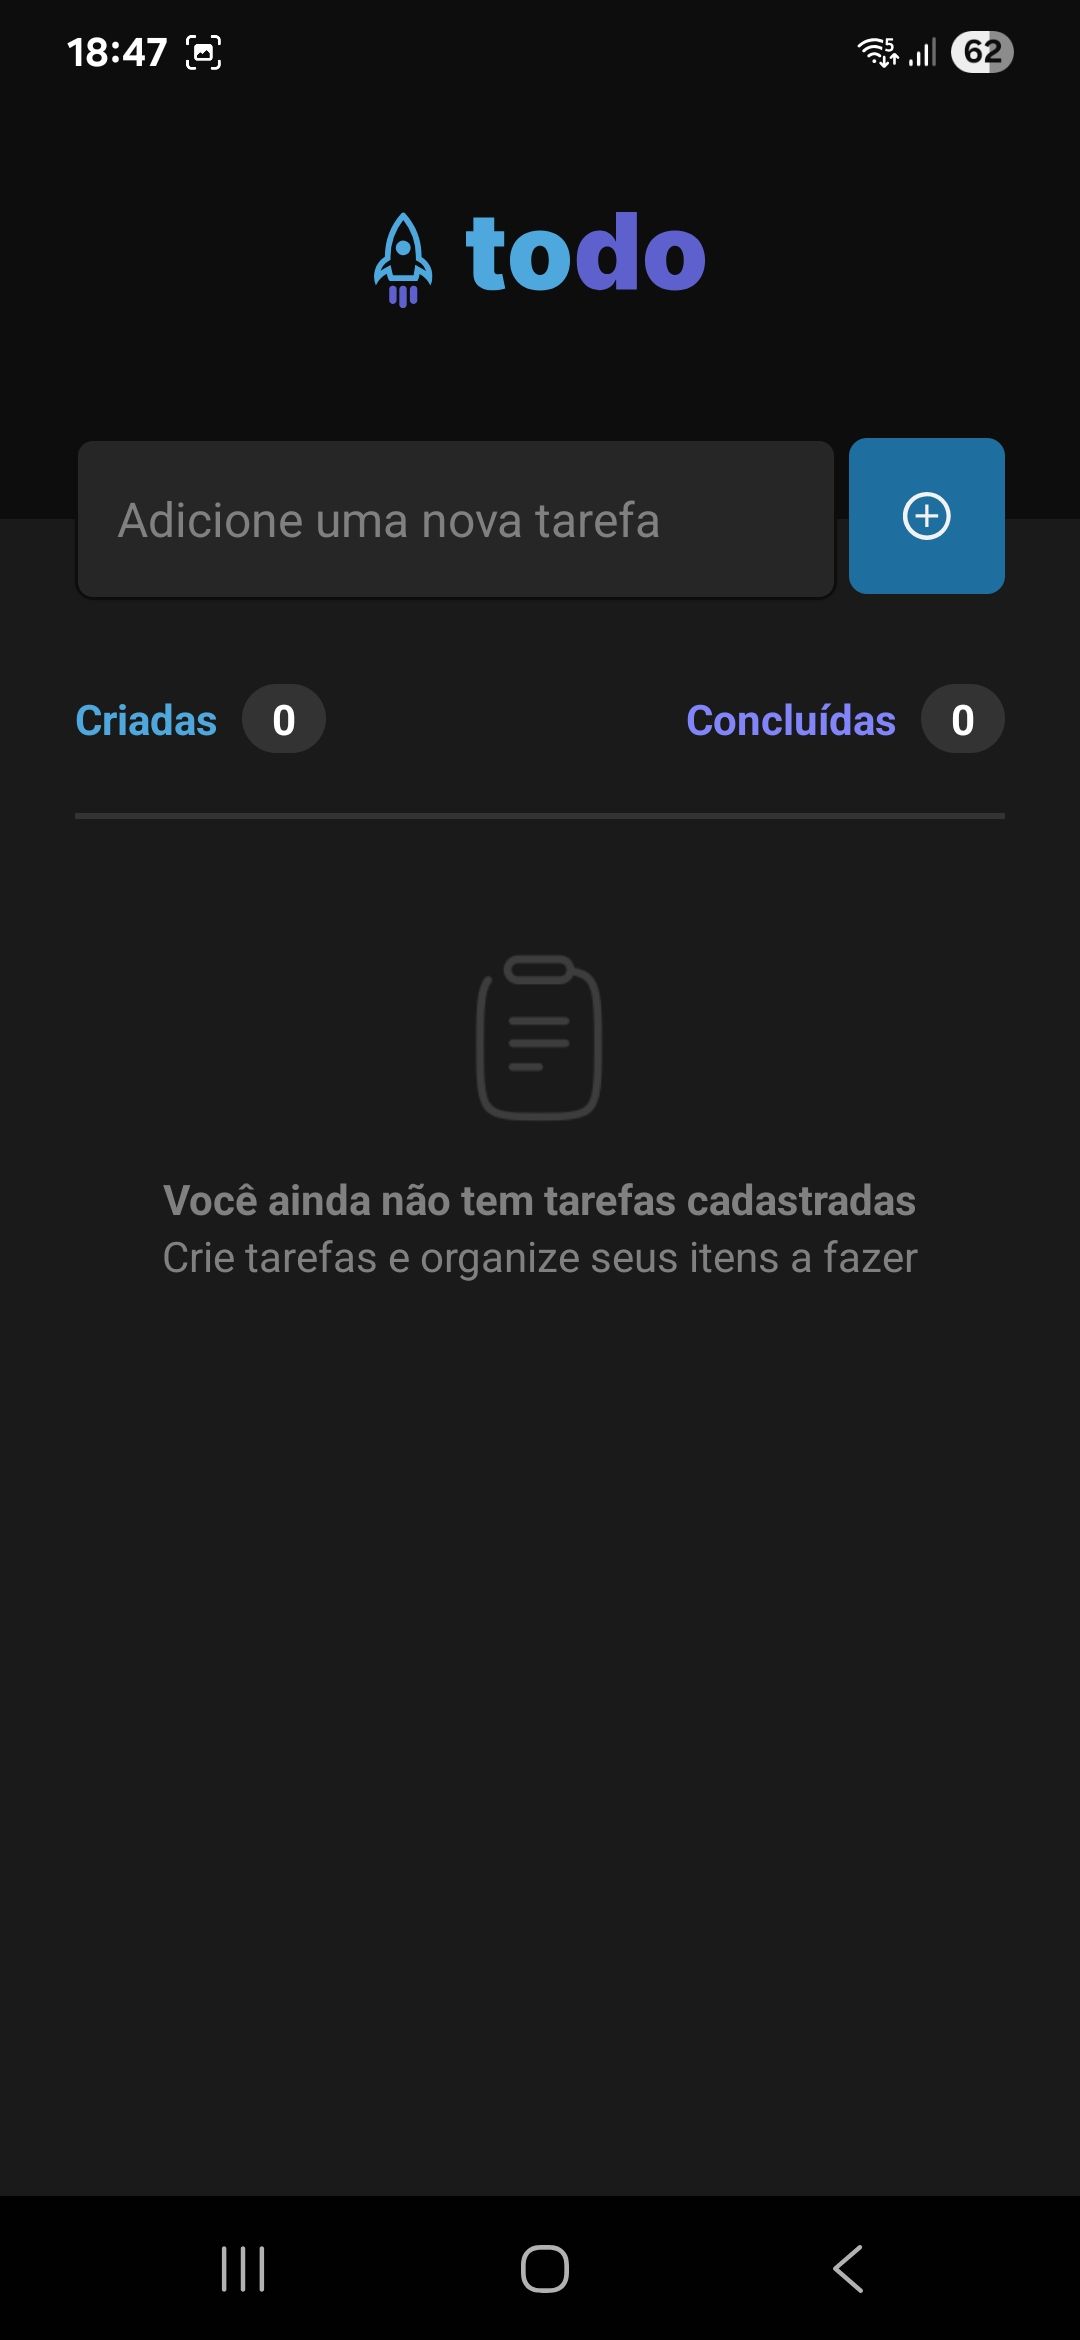 18:47
5
62
todo
Adicione uma nova tarefa
Criadas 0
Concluídas 0
Você ainda não tem tarefas cadastradas
Crie tarefas e organize seus itens a fazer